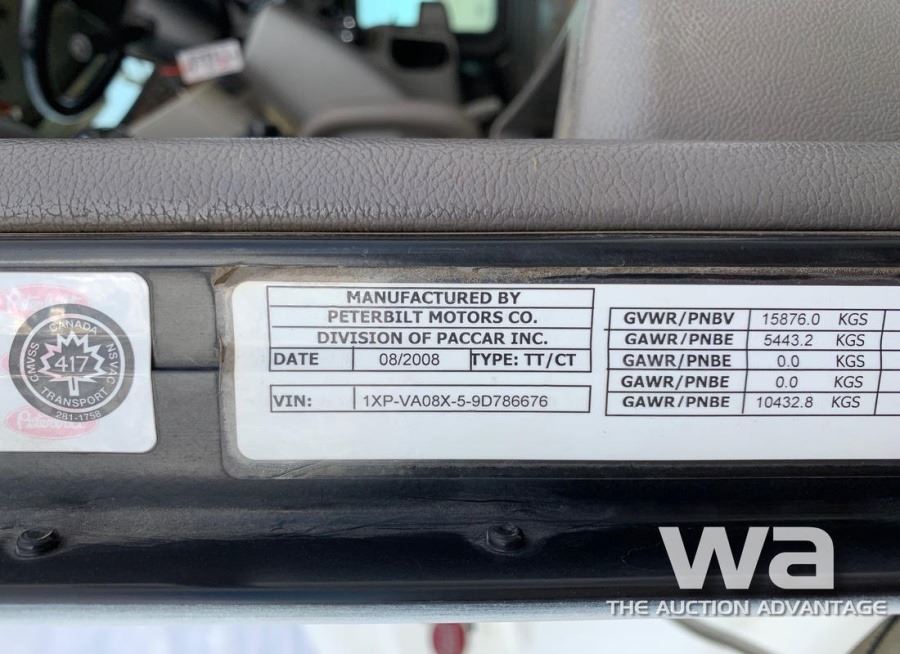 MANUFACTURED BY
PETERBILT MOTORS CO.
DIVISION OF PACCAR INC.
DATE 08/2008 TYPE: TT/CT
VIN: 1XP-VA08X-5-9D786676
GVWR/PNBV 15876.0 KGS
GAWR/PNBE 5443.2 KGS
GAWR/PNBE 0.0 KGS
GAWR/PNBE 0.0 KGS
GAWR/PNBE 10432.8 KGS
CANADA
CMVSS
NSVAC
417
TRANSPORT
281-1758
Peterbilt
wa
THE AUCTION ADVANTAGE